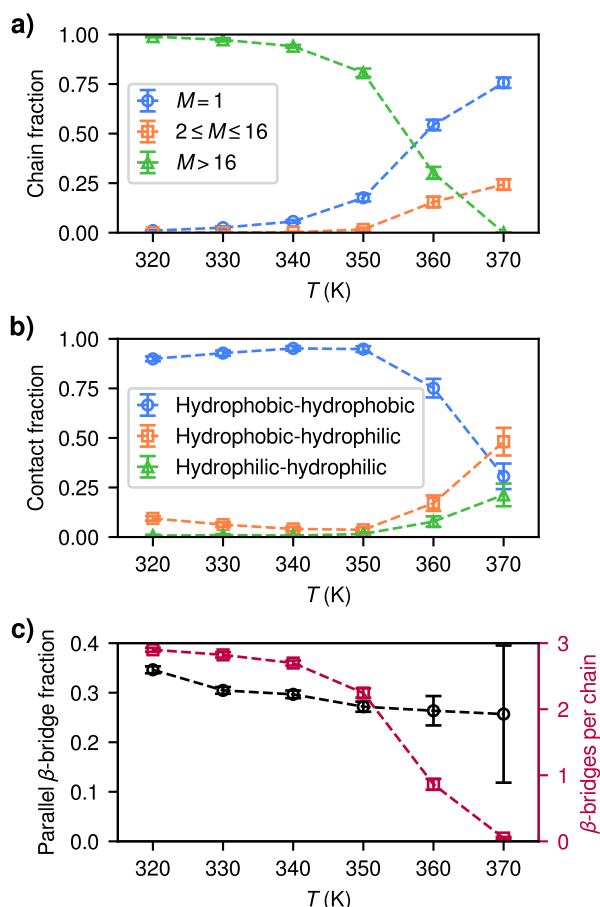 a)
1.00
0.75
0.50
0.25
0.00
Chain fraction
M = 1
2 ≤ M ≤ 16
M > 16
320 330 340 350 360 370
T (K)
b)
1.00
0.75
0.50
0.25
0.00
Contact fraction
Hydrophobic-hydrophobic
Hydrophobic-hydrophilic
Hydrophilic-hydrophilic
320 330 340 350 360 370
T (K)
c)
0.4
0.3
0.2
0.1
0.0
Parallel β-bridge fraction
3
2
1
0
β-bridges per chain
320 330 340 350 360 370
T (K)